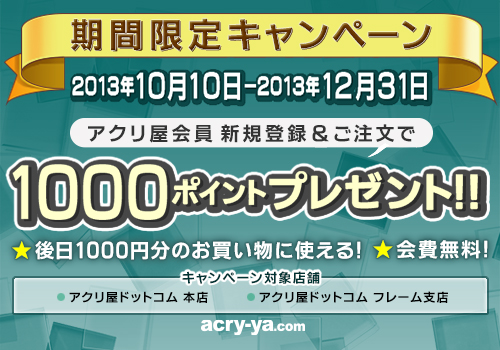 期間限定キャンペーン
2013年10月10日-2013年12月31日
アクリ屋会員 新規登録&ご注文で
1000ポイントプレゼント!!
★後日1000円分のお買い物に使える! ★会費無料!
キャンペーン対象店舗
● アクリ屋ドットコム 本店 ● アクリ屋ドットコム フレーム支店
acry-ya.com